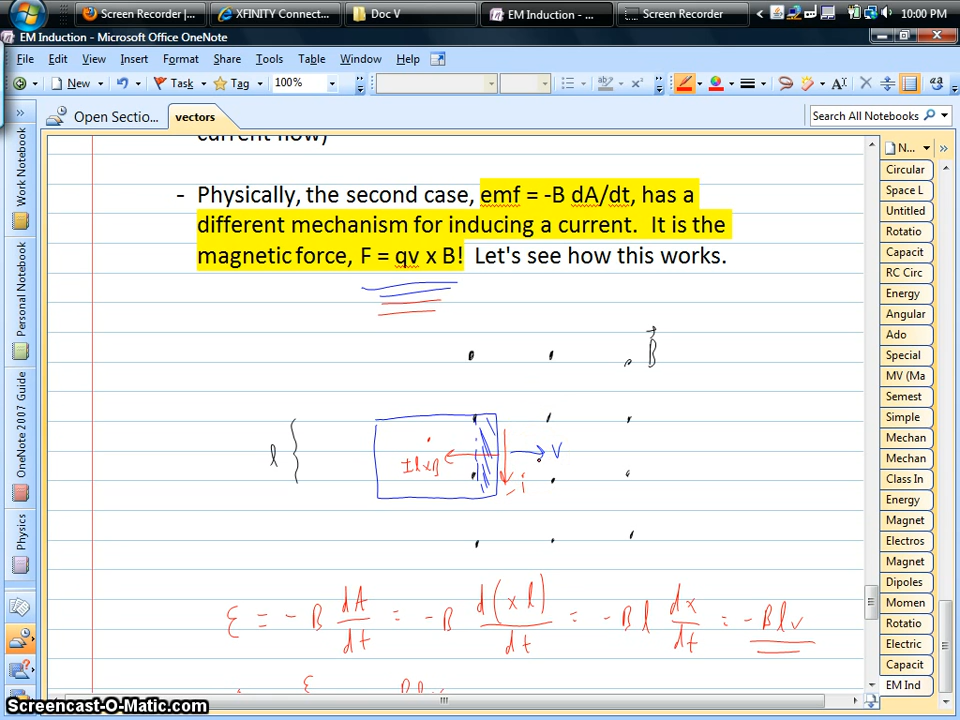 Screen Recorder |...
XFINITY Connect...
Doc V
EM Induction - ...
Screen Recorder
10:00 PM
EM Induction - Microsoft Office OneNote
File Edit View Insert Format Share Tools Table Window Help
New Task Tag 100%
Open Sectio... vectors
Search All Notebooks
N...
current flow)
- Physically, the second case, emf = -B dA/dt, has a
different mechanism for inducing a current. It is the
magnetic force, F = qv x B! Let's see how this works.
B
l
v
Il x B
i
ε = - B dA/dt = - B d(x l)/dt = - B l dx/dt = - B l v
ε
Work Notebook
Personal Notebook
OneNote 2007 Guide
Physics
Circular
Space L
Untitled
Rotatio
Capacit
RC Circ
Energy
Angular
Ado
Special
MV (Ma
Semest
Simple
Mechan
Mechan
Class In
Energy
Magnet
Electros
Magnet
Dipoles
Momen
Rotatio
Electric
Capacit
EM Ind
Screencast-O-Matic.com